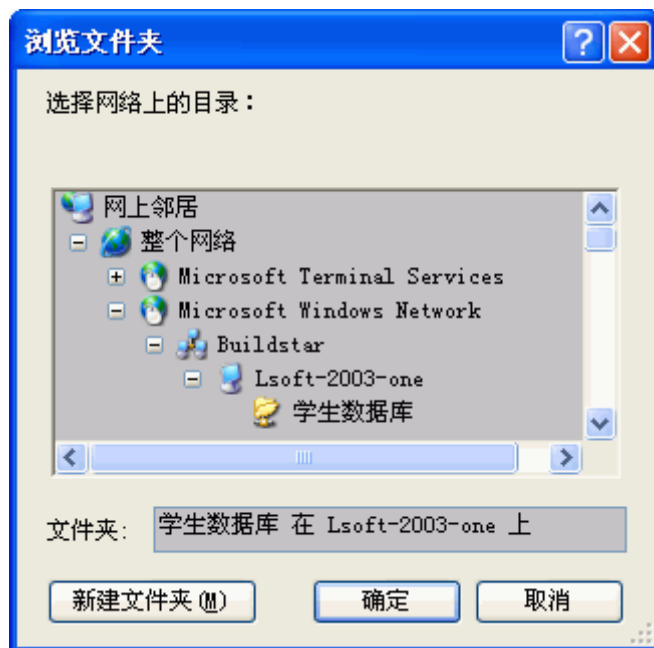 浏览文件夹
选择网络上的目录：
网上邻居
整个网络
Microsoft Terminal Services
Microsoft Windows Network
Buildstar
Lsoft-2003-one
学生数据库
文件夹: 学生数据库 在 Lsoft-2003-one 上
新建文件夹(M) 确定 取消